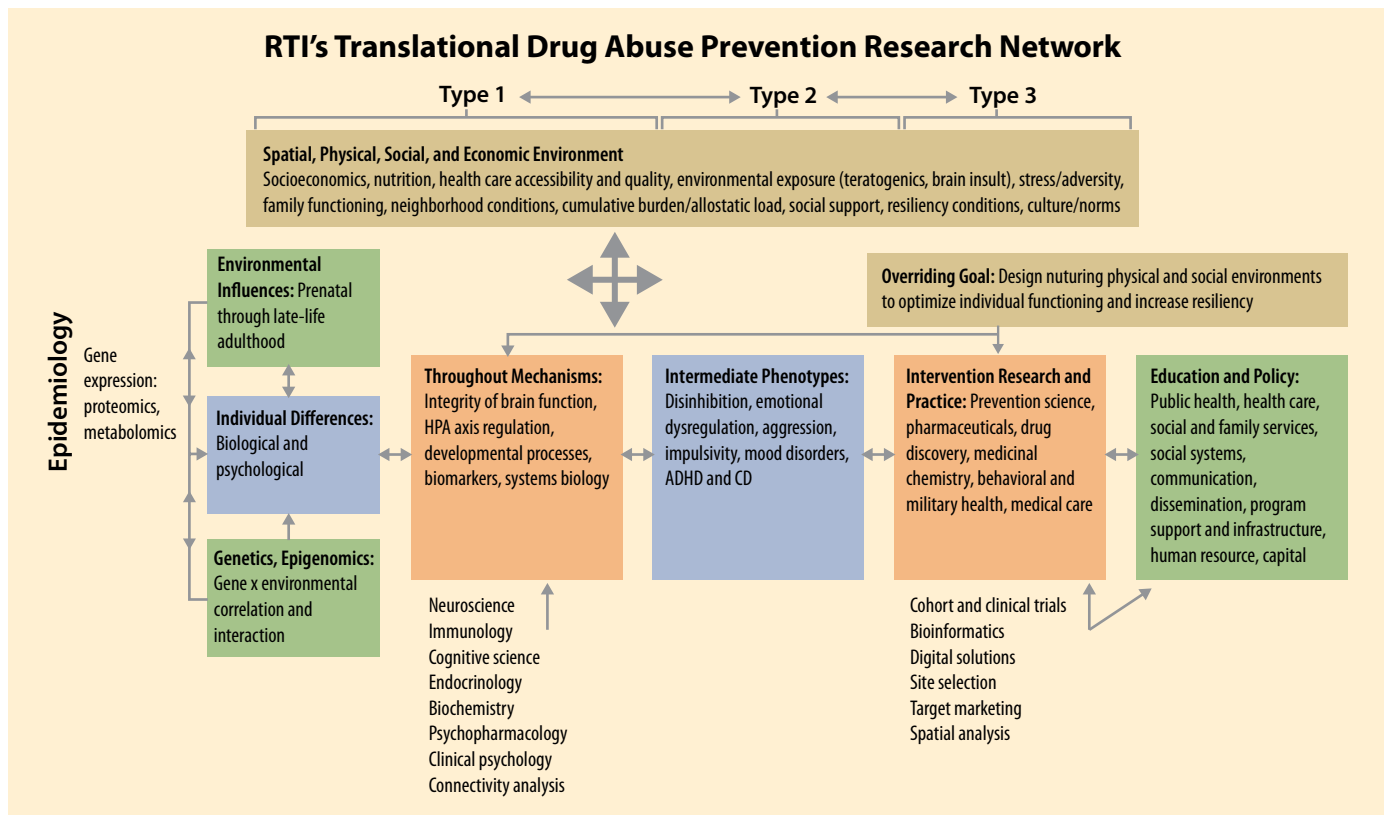 RTI's Translational Drug Abuse Prevention Research Network
Type 1
Type 2
Type 3
Spatial, Physical, Social, and Economic Environment
Socioeconomics, nutrition, health care accessibility and quality, environmental exposure (teratogenics, brain insult), stress/adversity,
family functioning, neighborhood conditions, cumulative burden/allostatic load, social support, resiliency conditions, culture/norms
Overriding Goal: Design nuturing physical and social environments
to optimize individual functioning and increase resiliency
Epidemiology
Gene
expression:
proteomics,
metabolomics
Environmental
Influences: Prenatal
through late-life
adulthood
Individual Differences:
Biological and
psychological
Genetics, Epigenomics:
Gene x environmental
correlation and
interaction
Throughout Mechanisms:
Integrity of brain function,
HPA axis regulation,
developmental processes,
biomarkers, systems biology
Intermediate Phenotypes:
Disinhibition, emotional
dysregulation, aggression,
impulsivity, mood disorders,
ADHD and CD
Intervention Research and
Practice: Prevention science,
pharmaceuticals, drug
discovery, medicinal
chemistry, behavioral and
military health, medical care
Education and Policy:
Public health, health care,
social and family services,
social systems,
communication,
dissemination, program
support and infrastructure,
human resource, capital
Neuroscience
Immunology
Cognitive science
Endocrinology
Biochemistry
Psychopharmacology
Clinical psychology
Connectivity analysis
Cohort and clinical trials
Bioinformatics
Digital solutions
Site selection
Target marketing
Spatial analysis